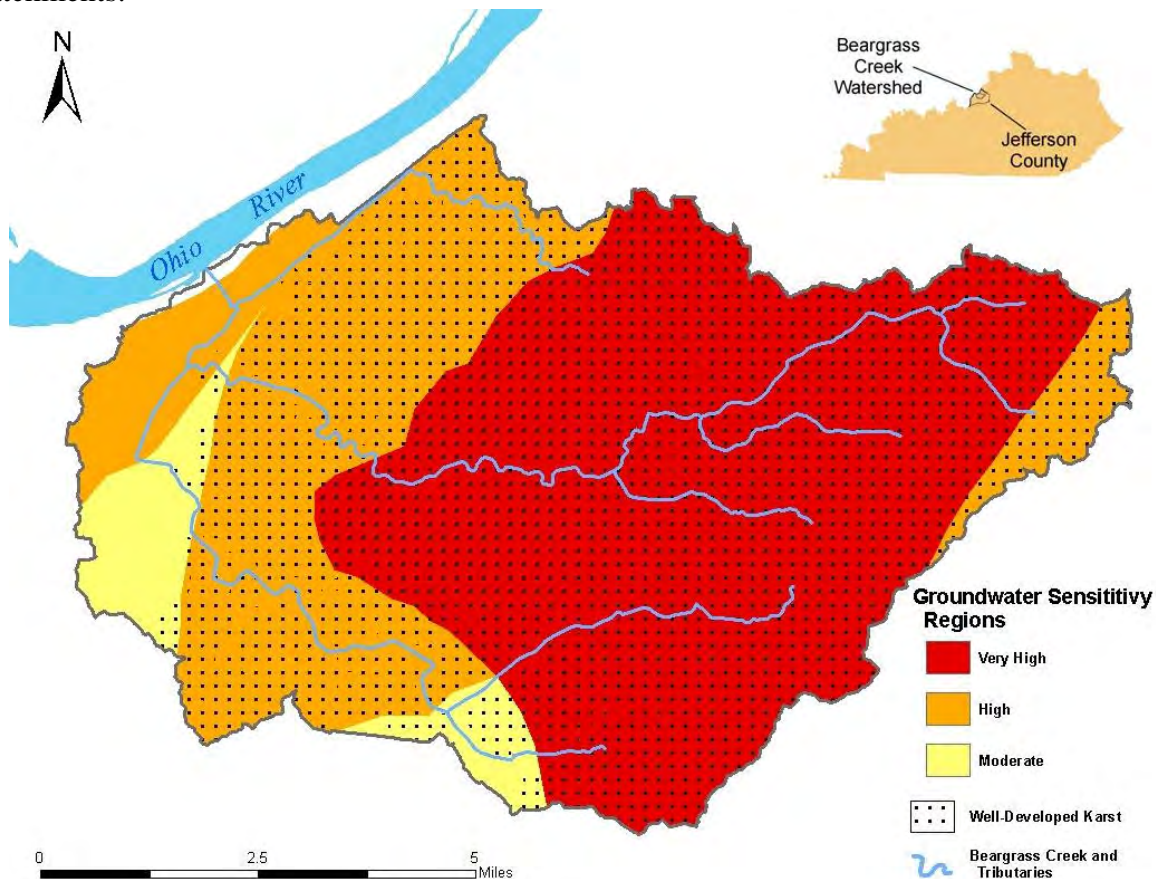 N
Ohio River
Beargrass
Creek
Watershed
Jefferson
County
Groundwater Sensititivy
Regions
Very High
High
Moderate
Well-Developed Karst
Beargrass Creek and
Tributaries
0 2.5 5
Miles